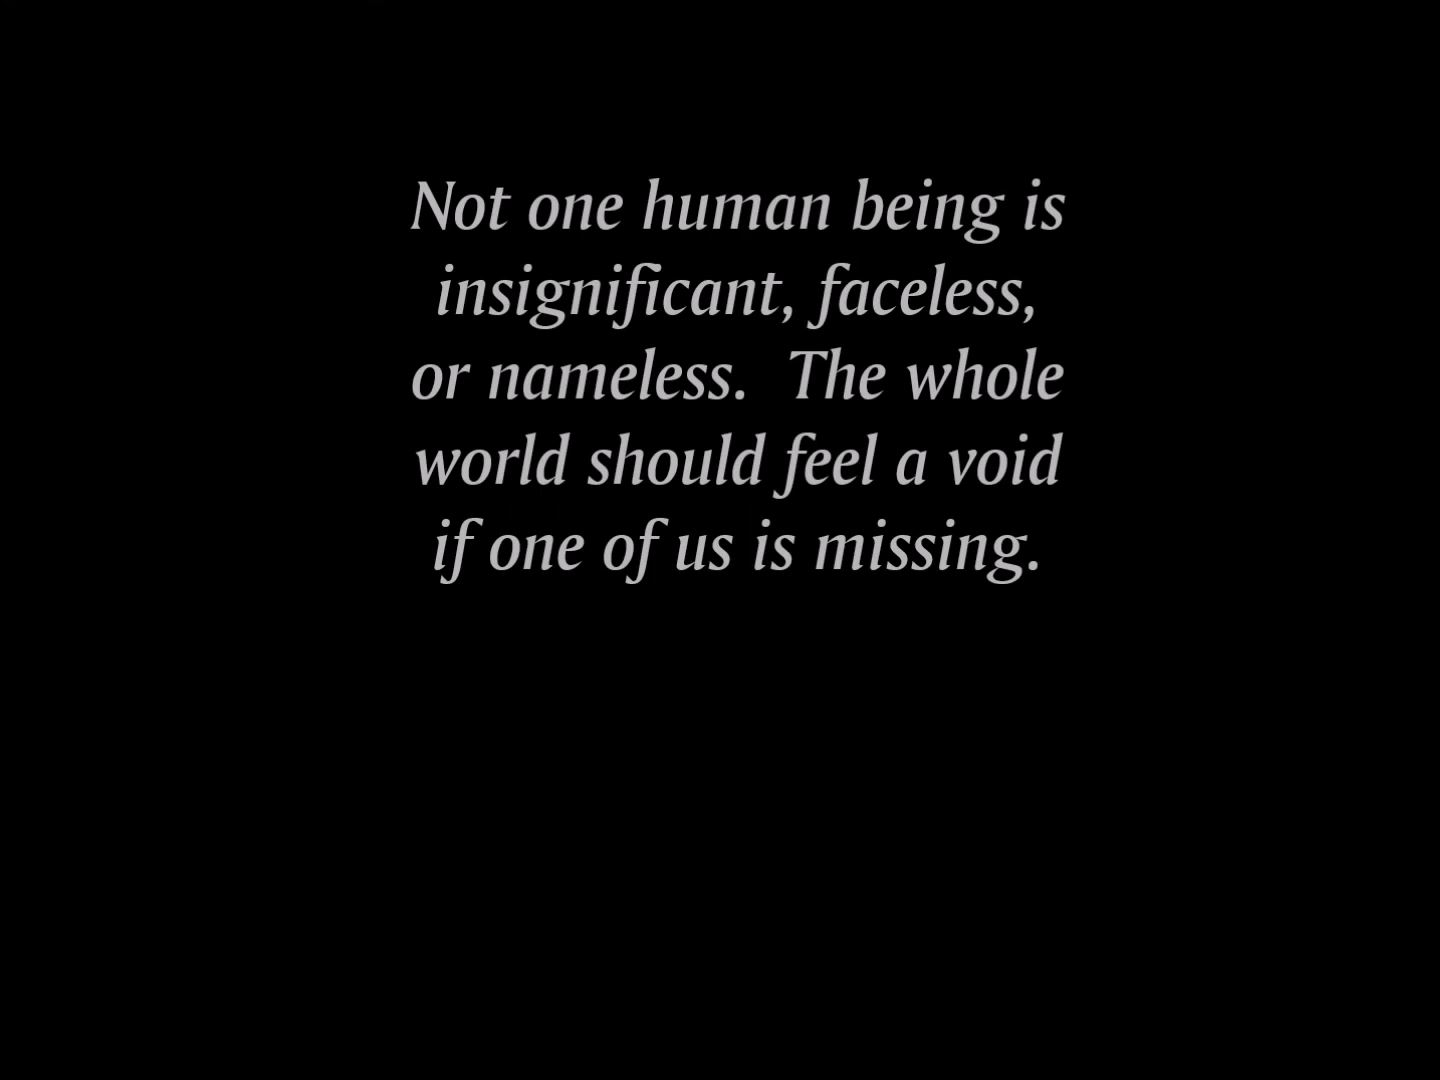 Not one human being is
insignificant, faceless,
or nameless.  The whole
world should feel a void
if one of us is missing.